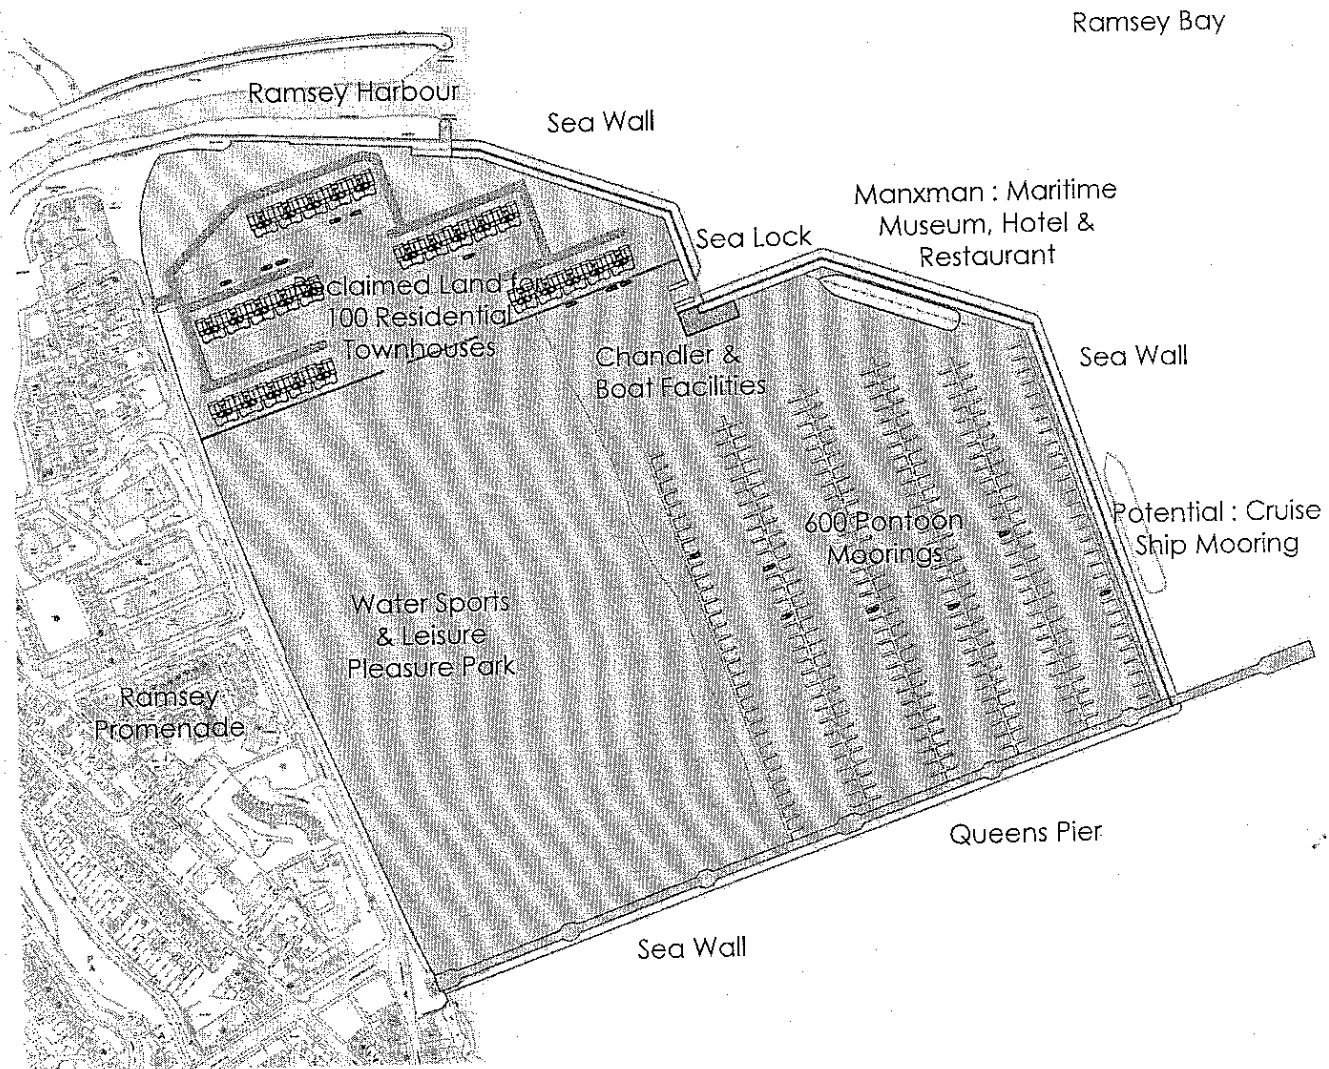 Ramsey Bay
Ramsey Harbour
Sea Wall
Manxman : Maritime
Museum, Hotel &
Restaurant
Sea Lock
Reclaimed Land for
100 Residential
Townhouses
Chandler &
Boat Facilities
Sea Wall
600 Pontoon
Moorings
Potential : Cruise
Ship Mooring
Water Sports
& Leisure
Pleasure Park
Ramsey
Promenade
Queens Pier
Sea Wall